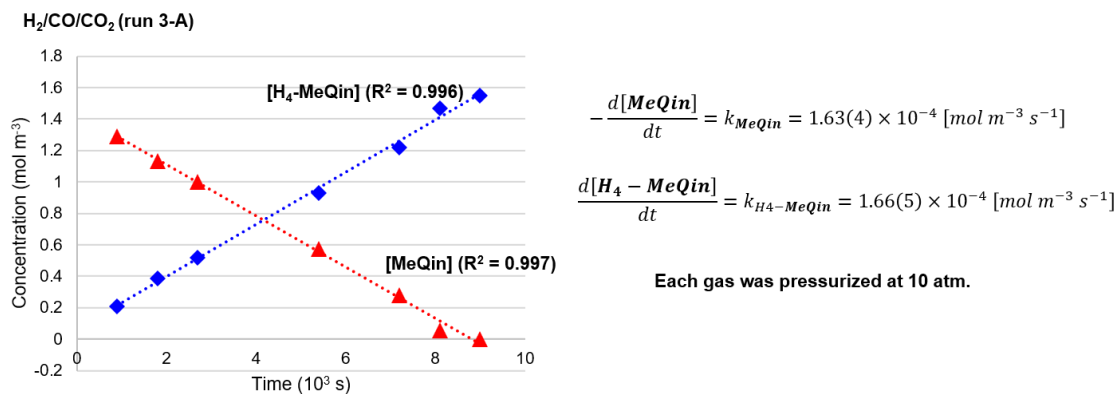 H₂/CO/CO₂ (run 3-A)
1.8
1.6
1.4
1.2
1
0.8
0.6
0.4
0.2
0
-0.2
Concentration (mol m⁻³)
[H₄-MeQin] (R² = 0.996)
[MeQin] (R² = 0.997)
0 2 4 6 8 10
Time (10³ s)
−d[MeQin]/dt = k_MeQin = 1.63(4) × 10⁻⁴ [mol m⁻³ s⁻¹]
d[H₄ − MeQin]/dt = k_H4−MeQin = 1.66(5) × 10⁻⁴ [mol m⁻³ s⁻¹]
Each gas was pressurized at 10 atm.